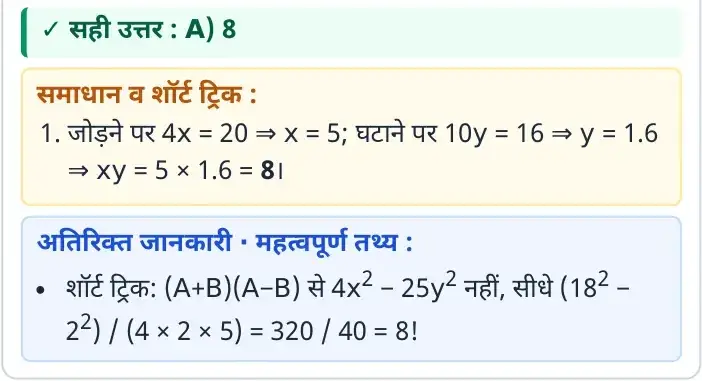 ✓ सही उत्तर : A) 8
समाधान व शॉर्ट ट्रिक :
1. जोड़ने पर 4x = 20 ⇒ x = 5; घटाने पर 10y = 16 ⇒ y = 1.6
⇒ xy = 5 × 1.6 = 8।
अतिरिक्त जानकारी · महत्वपूर्ण तथ्य :
• शॉर्ट ट्रिक: (A+B)(A−B) से 4x² − 25y² नहीं, सीधे (18² −
2²) / (4 × 2 × 5) = 320 / 40 = 8!